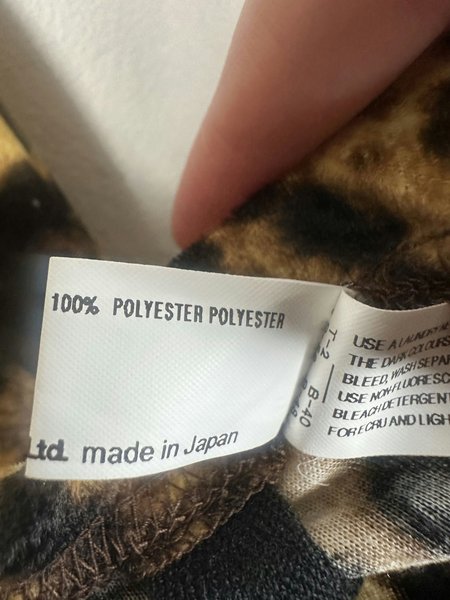 100% POLYESTER POLYESTER
Ltd. made in Japan
T-2
B-40
USE A LAUNDRY
THE DARK COLOURS
BLEED, WASH SEPAR
USE NON FLUORESC
BLEACH DETERGENT
FOR ECRU AND LIGH